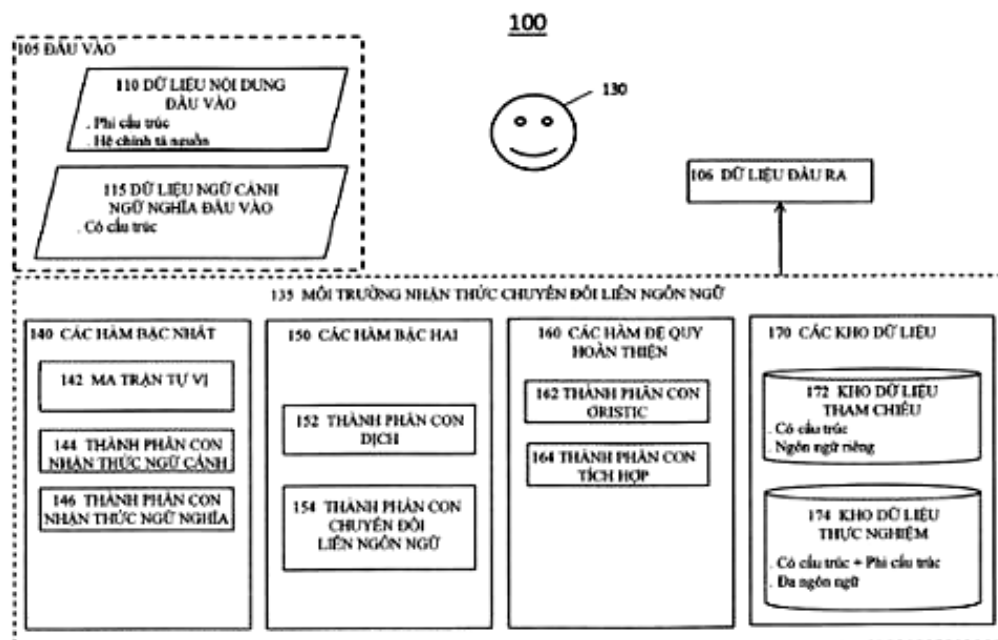 100
105 ĐẦU VÀO
110 DỮ LIỆU NỘI DUNG
ĐẦU VÀO
. Phi cấu trúc
. Hệ chính tả nguồn
115 DỮ LIỆU NGỮ CẢNH
NGỮ NGHĨA ĐẦU VÀO
. Có cấu trúc
130
106 DỮ LIỆU ĐẦU RA
135 MÔI TRƯỜNG NHẬN THỨC CHUYỂN ĐỔI LIÊN NGÔN NGỮ
140 CÁC HÀM BẬC NHẤT
142 MA TRẬN TỰ VỊ
144 THÀNH PHẦN CON
NHẬN THỨC NGỮ CẢNH
146 THÀNH PHẦN CON
NHẬN THỨC NGỮ NGHĨA
150 CÁC HÀM BẬC HAI
152 THÀNH PHẦN CON
DỊCH
154 THÀNH PHẦN CON
CHUYỂN ĐỔI
LIÊN NGÔN NGỮ
160 CÁC HÀM ĐỆ QUY
HOÀN THIỆN
162 THÀNH PHẦN CON
ORISTIC
164 THÀNH PHẦN CON
TÍCH HỢP
170 CÁC KHO DỮ LIỆU
172 KHO DỮ LIỆU
THAM CHIẾU
. Có cấu trúc
. Ngôn ngữ riêng
174 KHO DỮ LIỆU
THỰC NGHIỆM
. Có cấu trúc + Phi cấu trúc
. Đa ngôn ngữ